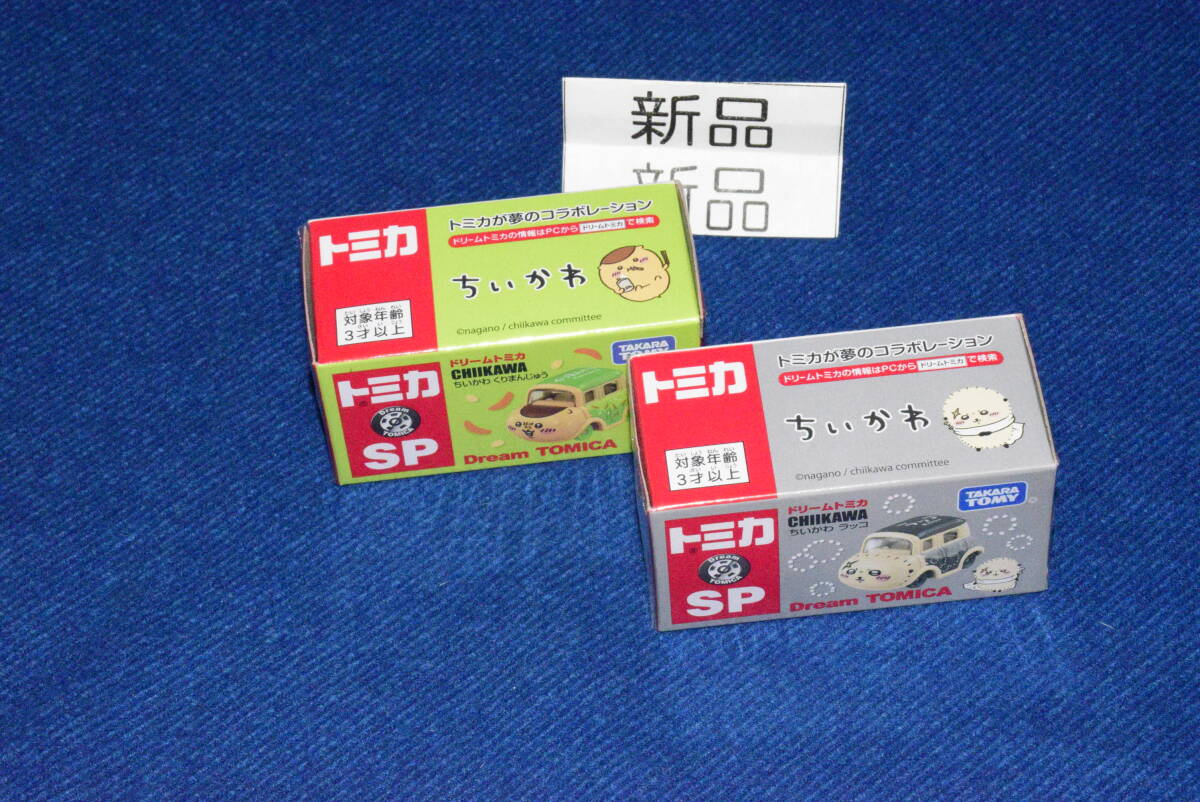 新品
新品
トミカ
トミカが夢のコラボレーション
ドリームトミカの情報はPCから ドリームトミカ で検索
ちいかわ
対象年齢
3才以上
©nagano / chiikawa committee
トミカ
Dream
TOMICA
SP
ドリームトミカ
CHIIKAWA
ちいかわ くりまんじゅう
TAKARA
TOMY
Dream TOMICA
トミカ
トミカが夢のコラボレーション
ドリームトミカの情報はPCから ドリームトミカ で検索
ちいかわ
対象年齢
3才以上
©nagano / chiikawa committee
トミカ
®
Dream
TOMICA
SP
ドリームトミカ
CHIIKAWA
ちいかわ ラッコ
TAKARA
TOMY
Dream TOMICA